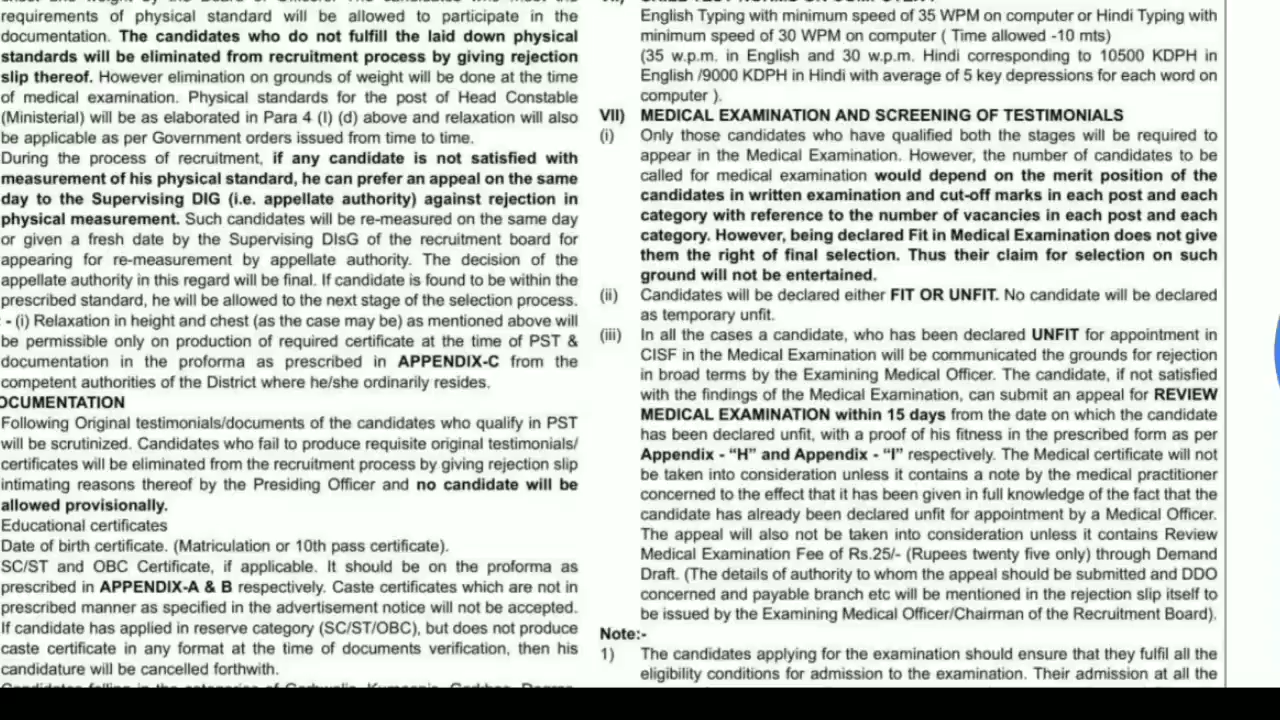 requirements of physical standard will be allowed to participate in the
documentation. The candidates who do not fulfill the laid down physical
standards will be eliminated from recruitment process by giving rejection
slip thereof. However elimination on grounds of weight will be done at the time
of medical examination. Physical standards for the post of Head Constable
(Ministerial) will be as elaborated in Para 4 (I) (d) above and relaxation will also
be applicable as per Government orders issued from time to time.
During the process of recruitment, if any candidate is not satisfied with
measurement of his physical standard, he can prefer an appeal on the same
day to the Supervising DIG (i.e. appellate authority) against rejection in
physical measurement. Such candidates will be re-measured on the same day
or given a fresh date by the Supervising DIsG of the recruitment board for
appearing for re-measurement by appellate authority. The decision of the
appellate authority in this regard will be final. If candidate is found to be within the
prescribed standard, he will be allowed to the next stage of the selection process.
: - (i) Relaxation in height and chest (as the case may be) as mentioned above will
be permissible only on production of required certificate at the time of PST &
documentation in the proforma as prescribed in APPENDIX-C from the
competent authorities of the District where he/she ordinarily resides.
OCUMENTATION
Following Original testimonials/documents of the candidates who qualify in PST
will be scrutinized. Candidates who fail to produce requisite original testimonials/
certificates will be eliminated from the recruitment process by giving rejection slip
intimating reasons thereof by the Presiding Officer and no candidate will be
allowed provisionally.
Educational certificates
Date of birth certificate. (Matriculation or 10th pass certificate).
SC/ST and OBC Certificate, if applicable. It should be on the proforma as
prescribed in APPENDIX-A & B respectively. Caste certificates which are not in
prescribed manner as specified in the advertisement notice will not be accepted.
If candidate has applied in reserve category (SC/ST/OBC), but does not produce
caste certificate in any format at the time of documents verification, then his
candidature will be cancelled forthwith.
English Typing with minimum speed of 35 WPM on computer or Hindi Typing with
minimum speed of 30 WPM on computer ( Time allowed -10 mts)
(35 w.p.m. in English and 30 w.p.m. Hindi corresponding to 10500 KDPH in
English /9000 KDPH in Hindi with average of 5 key depressions for each word on
computer ).
VII) MEDICAL EXAMINATION AND SCREENING OF TESTIMONIALS
(i) Only those candidates who have qualified both the stages will be required to
appear in the Medical Examination. However, the number of candidates to be
called for medical examination would depend on the merit position of the
candidates in written examination and cut-off marks in each post and each
category with reference to the number of vacancies in each post and each
category. However, being declared Fit in Medical Examination does not give
them the right of final selection. Thus their claim for selection on such
ground will not be entertained.
(ii) Candidates will be declared either FIT OR UNFIT. No candidate will be declared
as temporary unfit.
(iii) In all the cases a candidate, who has been declared UNFIT for appointment in
CISF in the Medical Examination will be communicated the grounds for rejection
in broad terms by the Examining Medical Officer. The candidate, if not satisfied
with the findings of the Medical Examination, can submit an appeal for REVIEW
MEDICAL EXAMINATION within 15 days from the date on which the candidate
has been declared unfit, with a proof of his fitness in the prescribed form as per
Appendix - “H” and Appendix - “I” respectively. The Medical certificate will not
be taken into consideration unless it contains a note by the medical practitioner
concerned to the effect that it has been given in full knowledge of the fact that the
candidate has already been declared unfit for appointment by a Medical Officer.
The appeal will also not be taken into consideration unless it contains Review
Medical Examination Fee of Rs.25/- (Rupees twenty five only) through Demand
Draft. (The details of authority to whom the appeal should be submitted and DDO
concerned and payable branch etc will be mentioned in the rejection slip itself to
be issued by the Examining Medical Officer/Chairman of the Recruitment Board).
Note:-
1) The candidates applying for the examination should ensure that they fulfil all the
eligibility conditions for admission to the examination. Their admission at all the